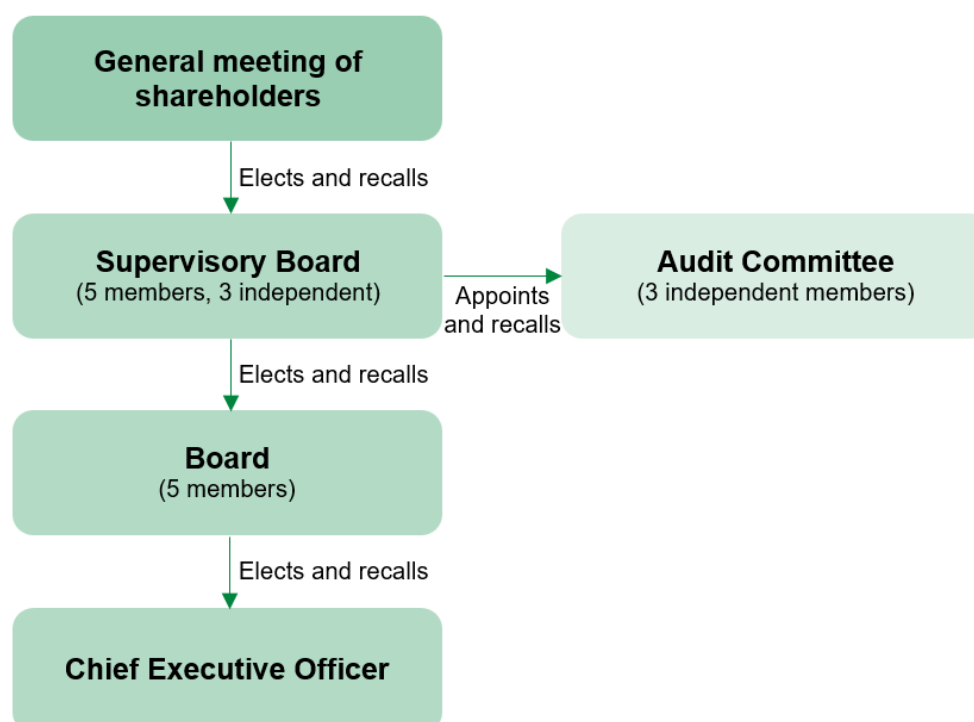 General meeting of
shareholders
Elects and recalls
Supervisory Board
(5 members, 3 independent)
Appoints
and recalls
Audit Committee
(3 independent members)
Elects and recalls
Board
(5 members)
Elects and recalls
Chief Executive Officer